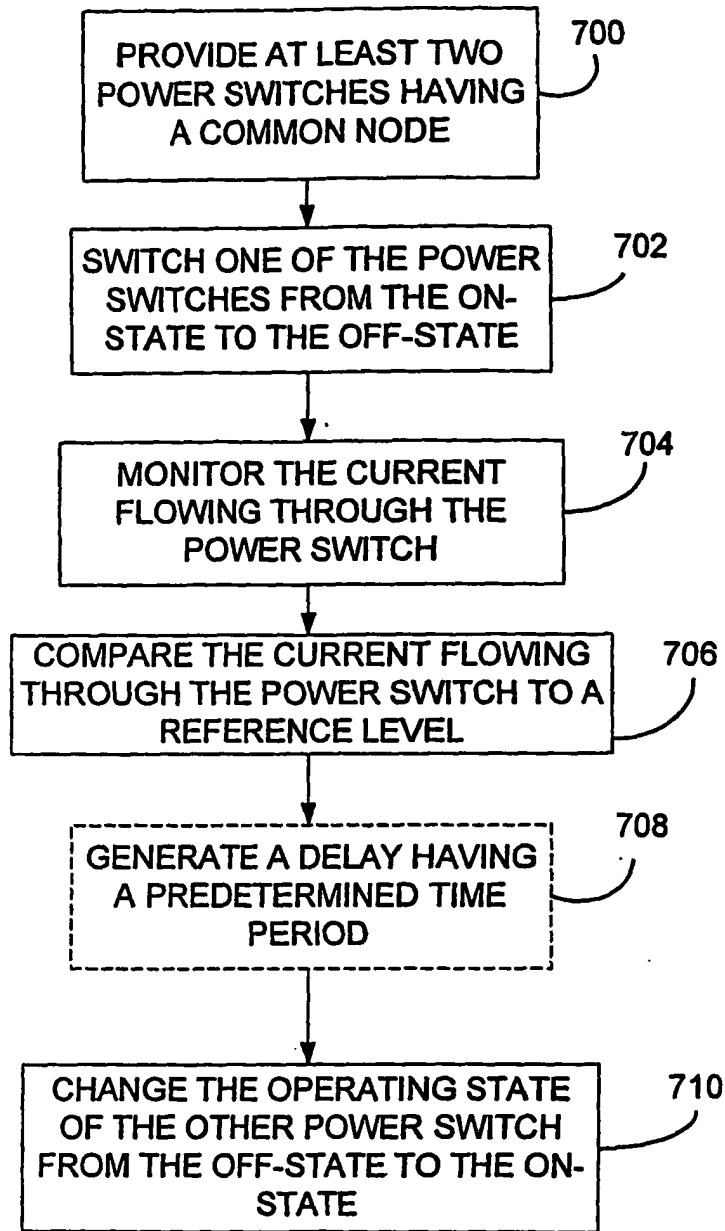 PROVIDE AT LEAST TWO
POWER SWITCHES HAVING
A COMMON NODE
700
SWITCH ONE OF THE POWER
SWITCHES FROM THE ON-
STATE TO THE OFF-STATE
702
MONITOR THE CURRENT
FLOWING THROUGH THE
POWER SWITCH
704
COMPARE THE CURRENT FLOWING
THROUGH THE POWER SWITCH TO A
REFERENCE LEVEL
706
GENERATE A DELAY HAVING
A PREDETERMINED TIME
PERIOD
708
CHANGE THE OPERATING STATE
OF THE OTHER POWER SWITCH
FROM THE OFF-STATE TO THE ON-
STATE
710